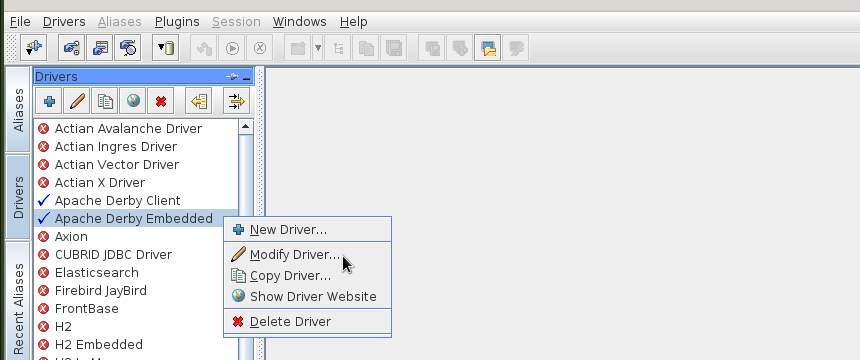 File Drivers Aliases Plugins Session Windows Help
Drivers
Aliases
Drivers
Recent Aliases
Actian Avalanche Driver
Actian Ingres Driver
Actian Vector Driver
Actian X Driver
Apache Derby Client
Apache Derby Embedded
Axion
CUBRID JDBC Driver
Elasticsearch
Firebird JayBird
FrontBase
H2
H2 Embedded
New Driver...
Modify Driver...
Copy Driver...
Show Driver Website
Delete Driver